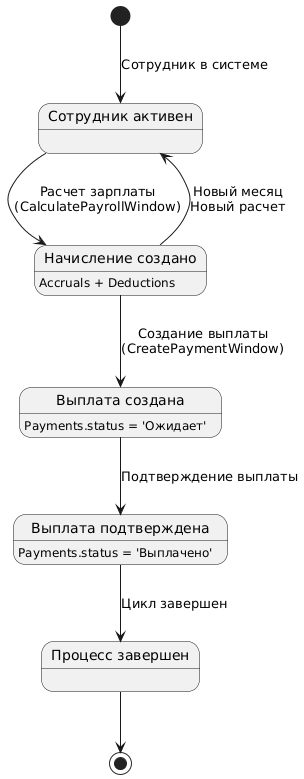 Сотрудник в системе
Сотрудник активен
Расчет зарплаты
(CalculatePayrollWindow)
Новый месяц
Новый расчет
Начисление создано
Accruals + Deductions
Создание выплаты
(CreatePaymentWindow)
Выплата создана
Payments.status = 'Ожидает'
Подтверждение выплаты
Выплата подтверждена
Payments.status = 'Выплачено'
Цикл завершен
Процесс завершен